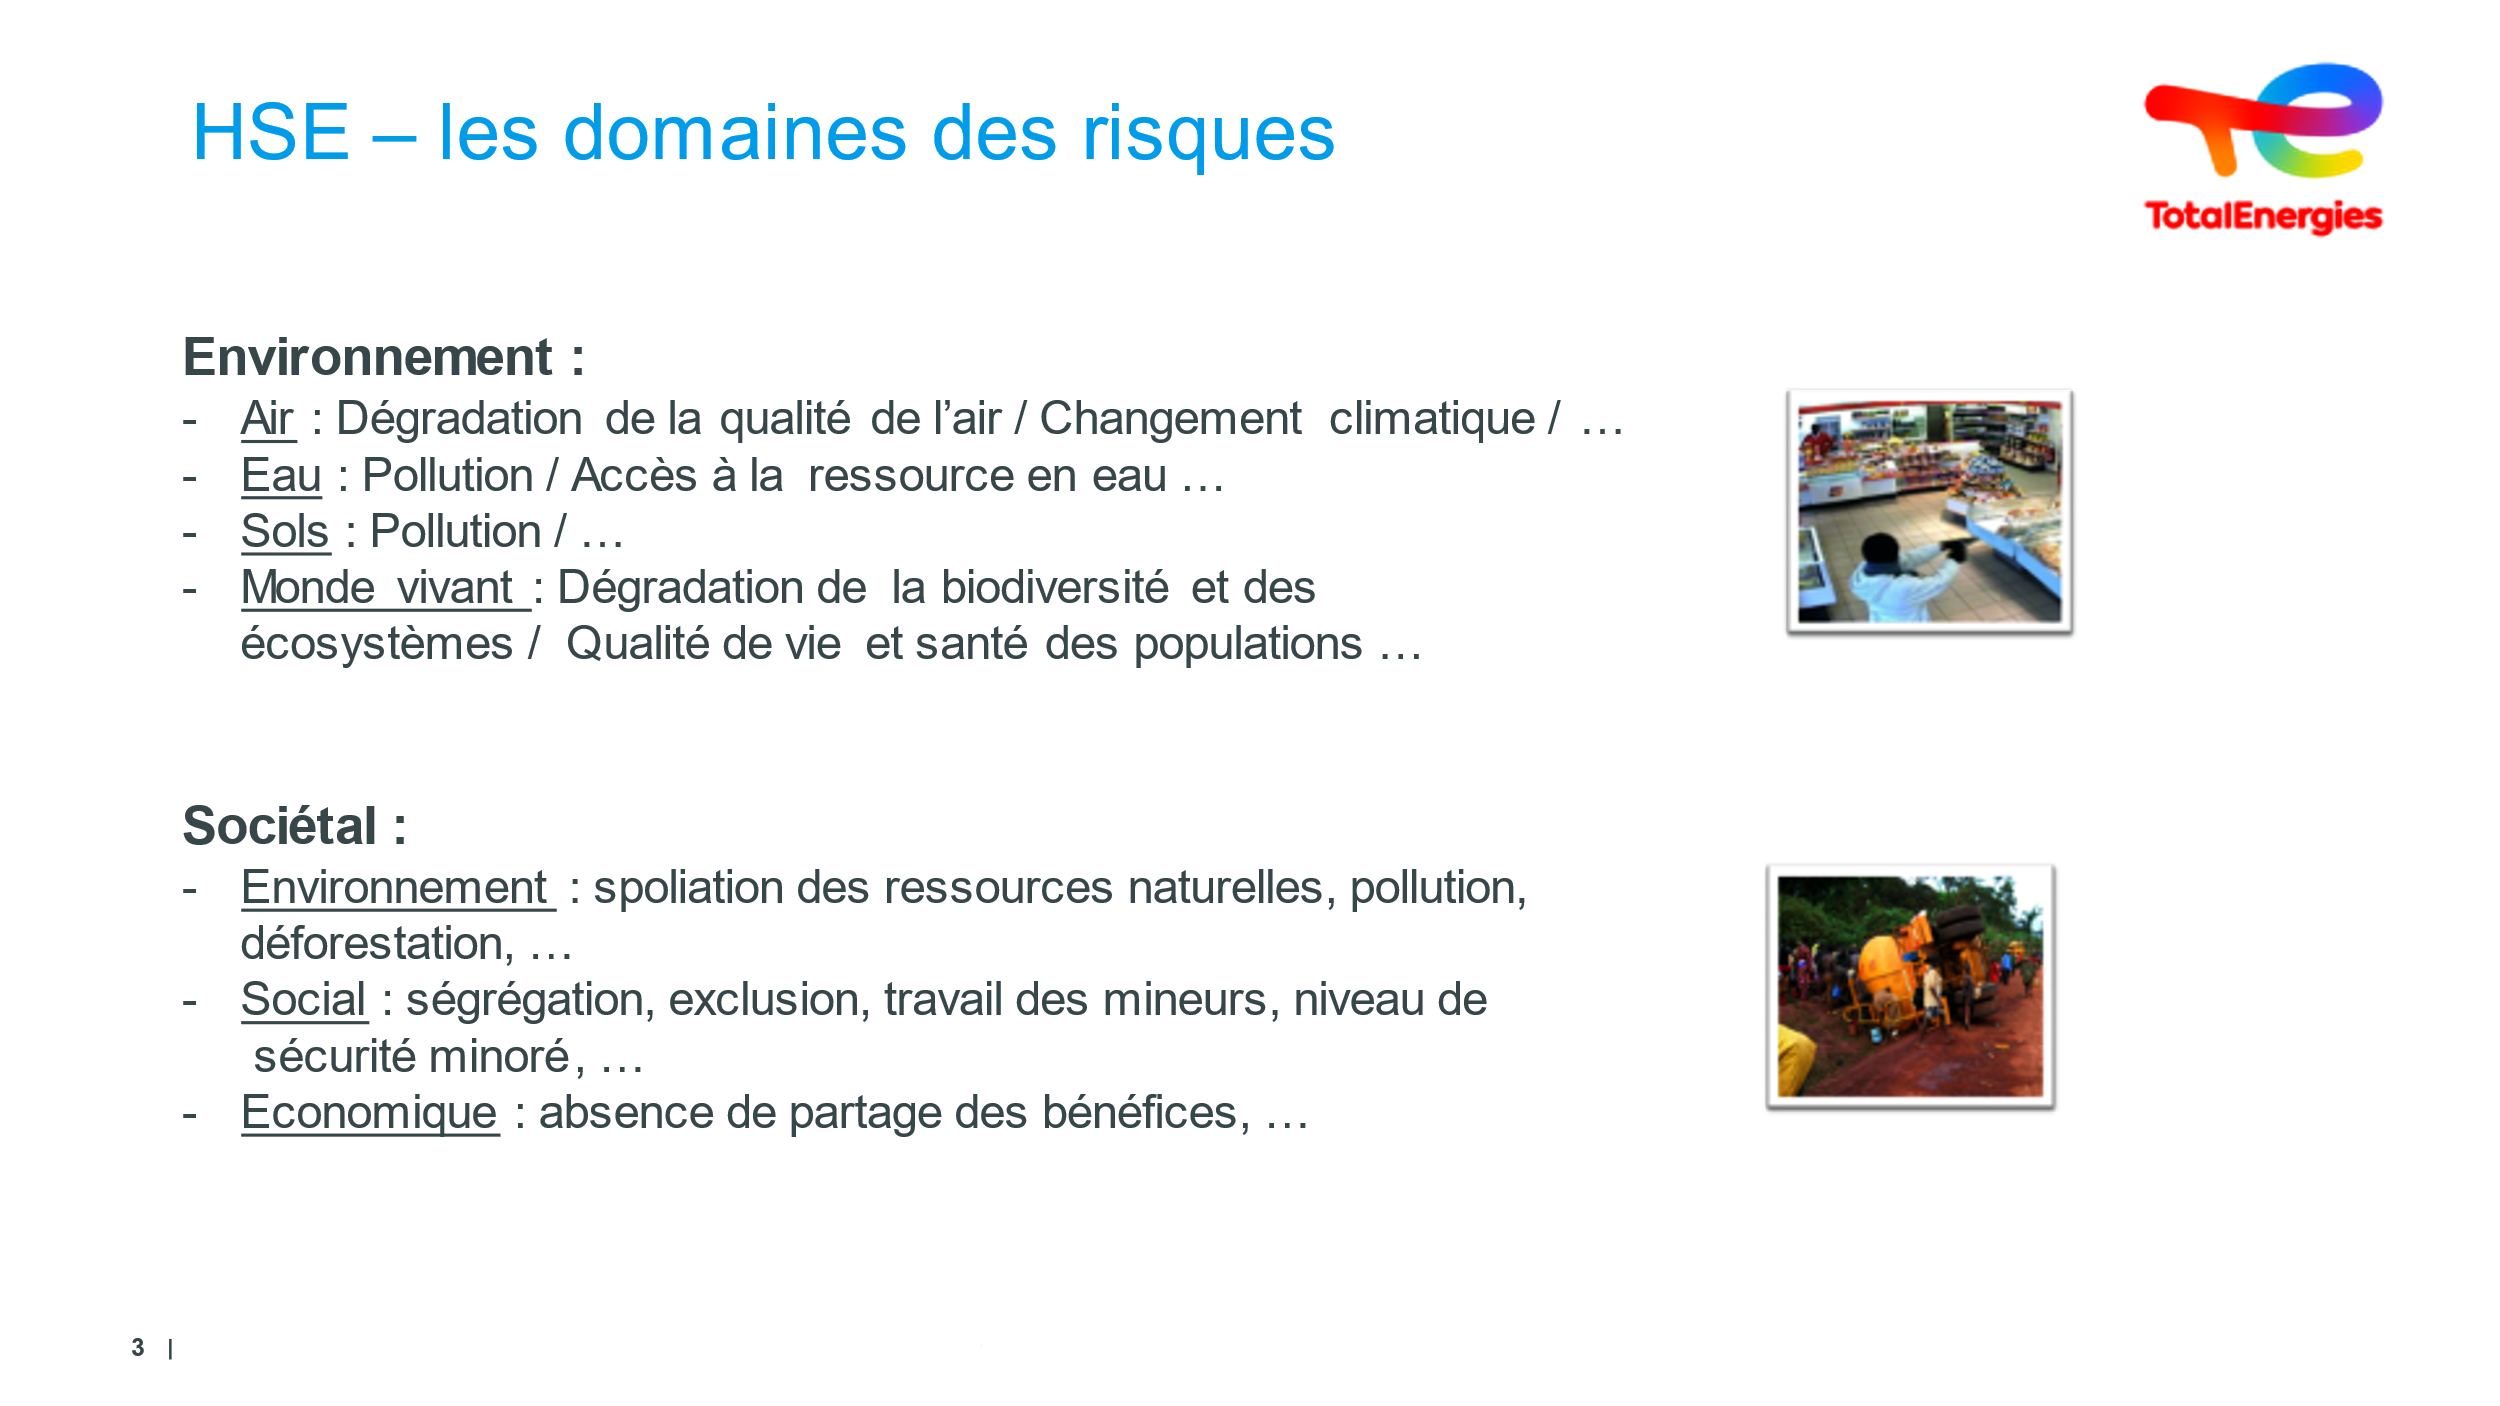 HSE – les domaines des risques
TotalEnergies
Environnement :
- Air : Dégradation de la qualité de l’air / Changement climatique / …
- Eau : Pollution / Accès à la ressource en eau …
- Sols : Pollution / …
- Monde vivant : Dégradation de la biodiversité et des
écosystèmes / Qualité de vie et santé des populations …
Sociétal :
- Environnement : spoliation des ressources naturelles, pollution,
déforestation, …
- Social : ségrégation, exclusion, travail des mineurs, niveau de
sécurité minoré, …
- Economique : absence de partage des bénéfices, …
3 |